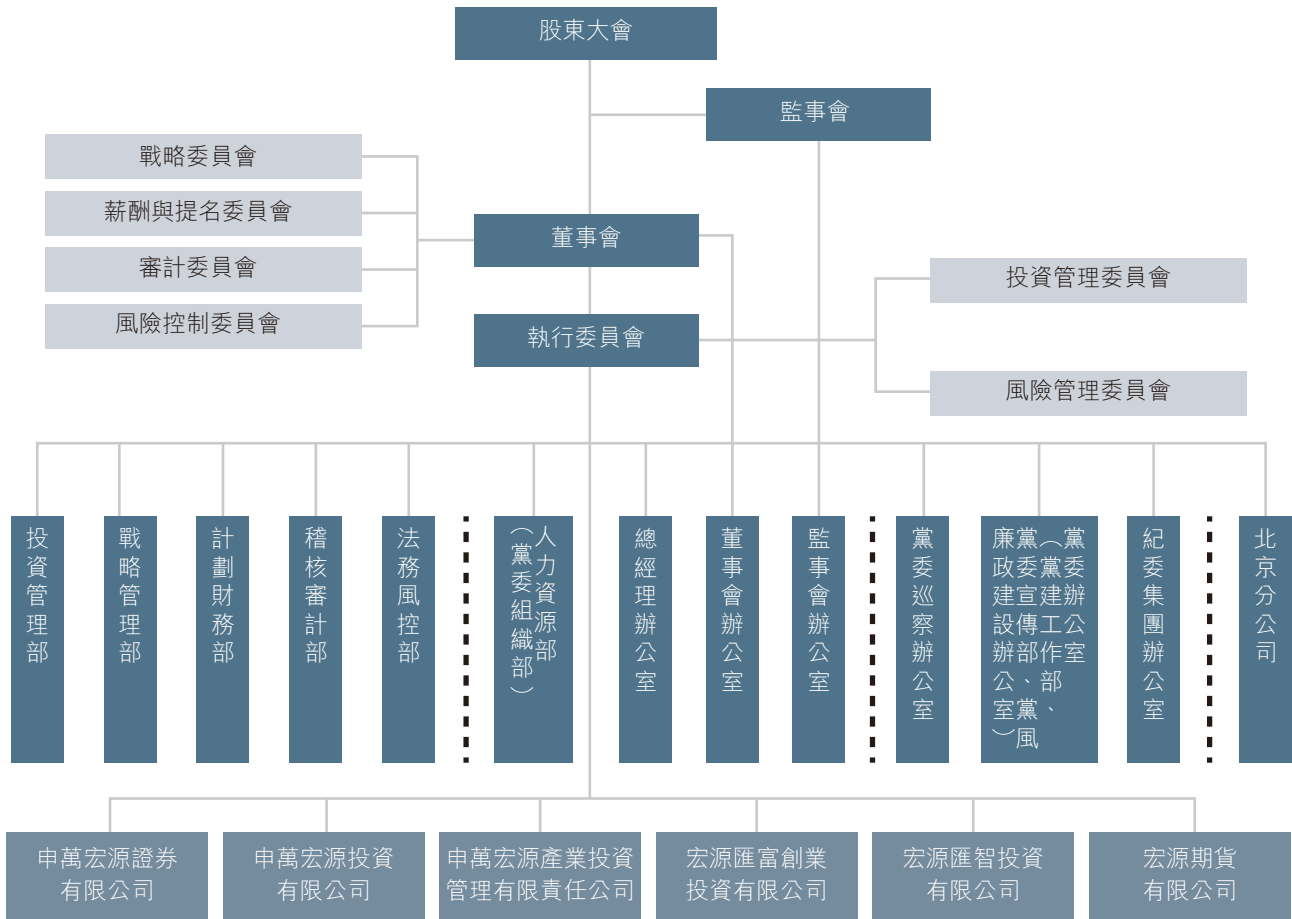 股東大會
監事會
戰略委員會
薪酬與提名委員會
審計委員會
風險控制委員會
董事會
執行委員會
投資管理委員會
風險管理委員會
投資管理部
戰略管理部
計劃財務部
稽核審計部
法務風控部
人力資源部
（黨委組織部）
總經理辦公室
董事會辦公室
監事會辦公室
黨委巡察辦公室
黨委辦公室
（黨建工作部、
黨委宣傳部、黨風
廉政建設辦公室）
紀委集團辦公室
北京分公司
申萬宏源證券
有限公司
申萬宏源投資
有限公司
申萬宏源產業投資
管理有限責任公司
宏源匯富創業
投資有限公司
宏源匯智投資
有限公司
宏源期貨
有限公司